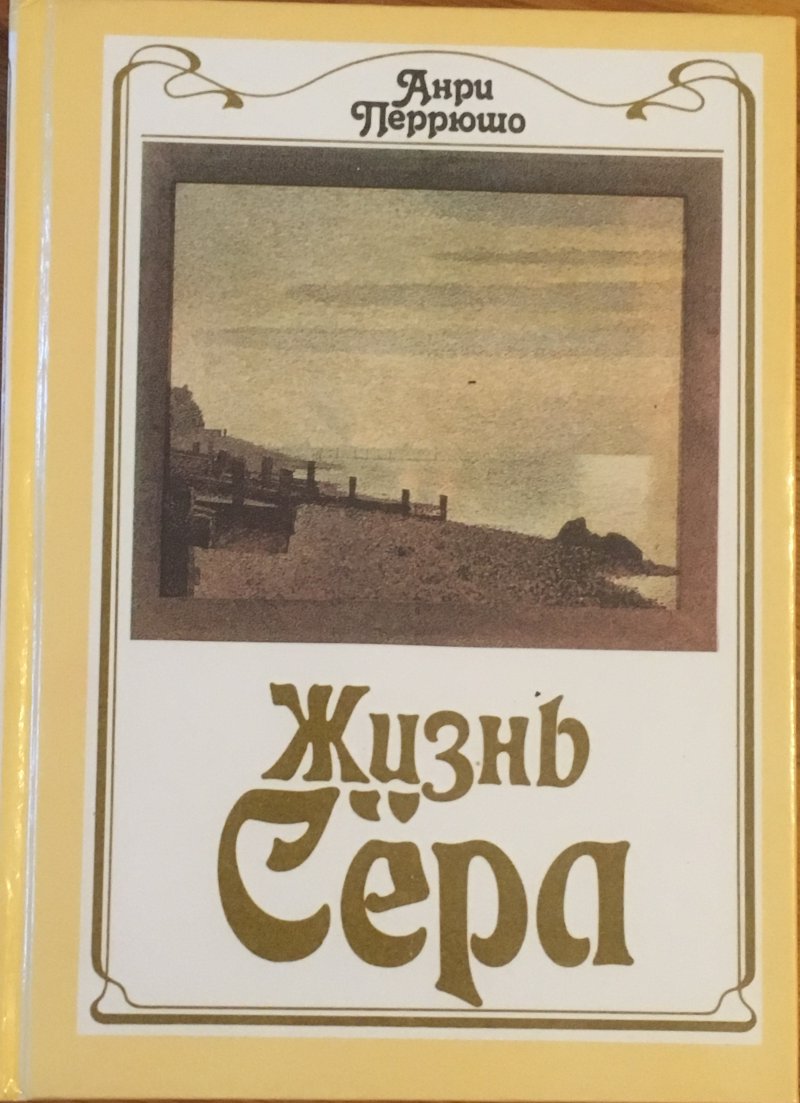 Анри
Перрюшо
Жизнь
Сёра